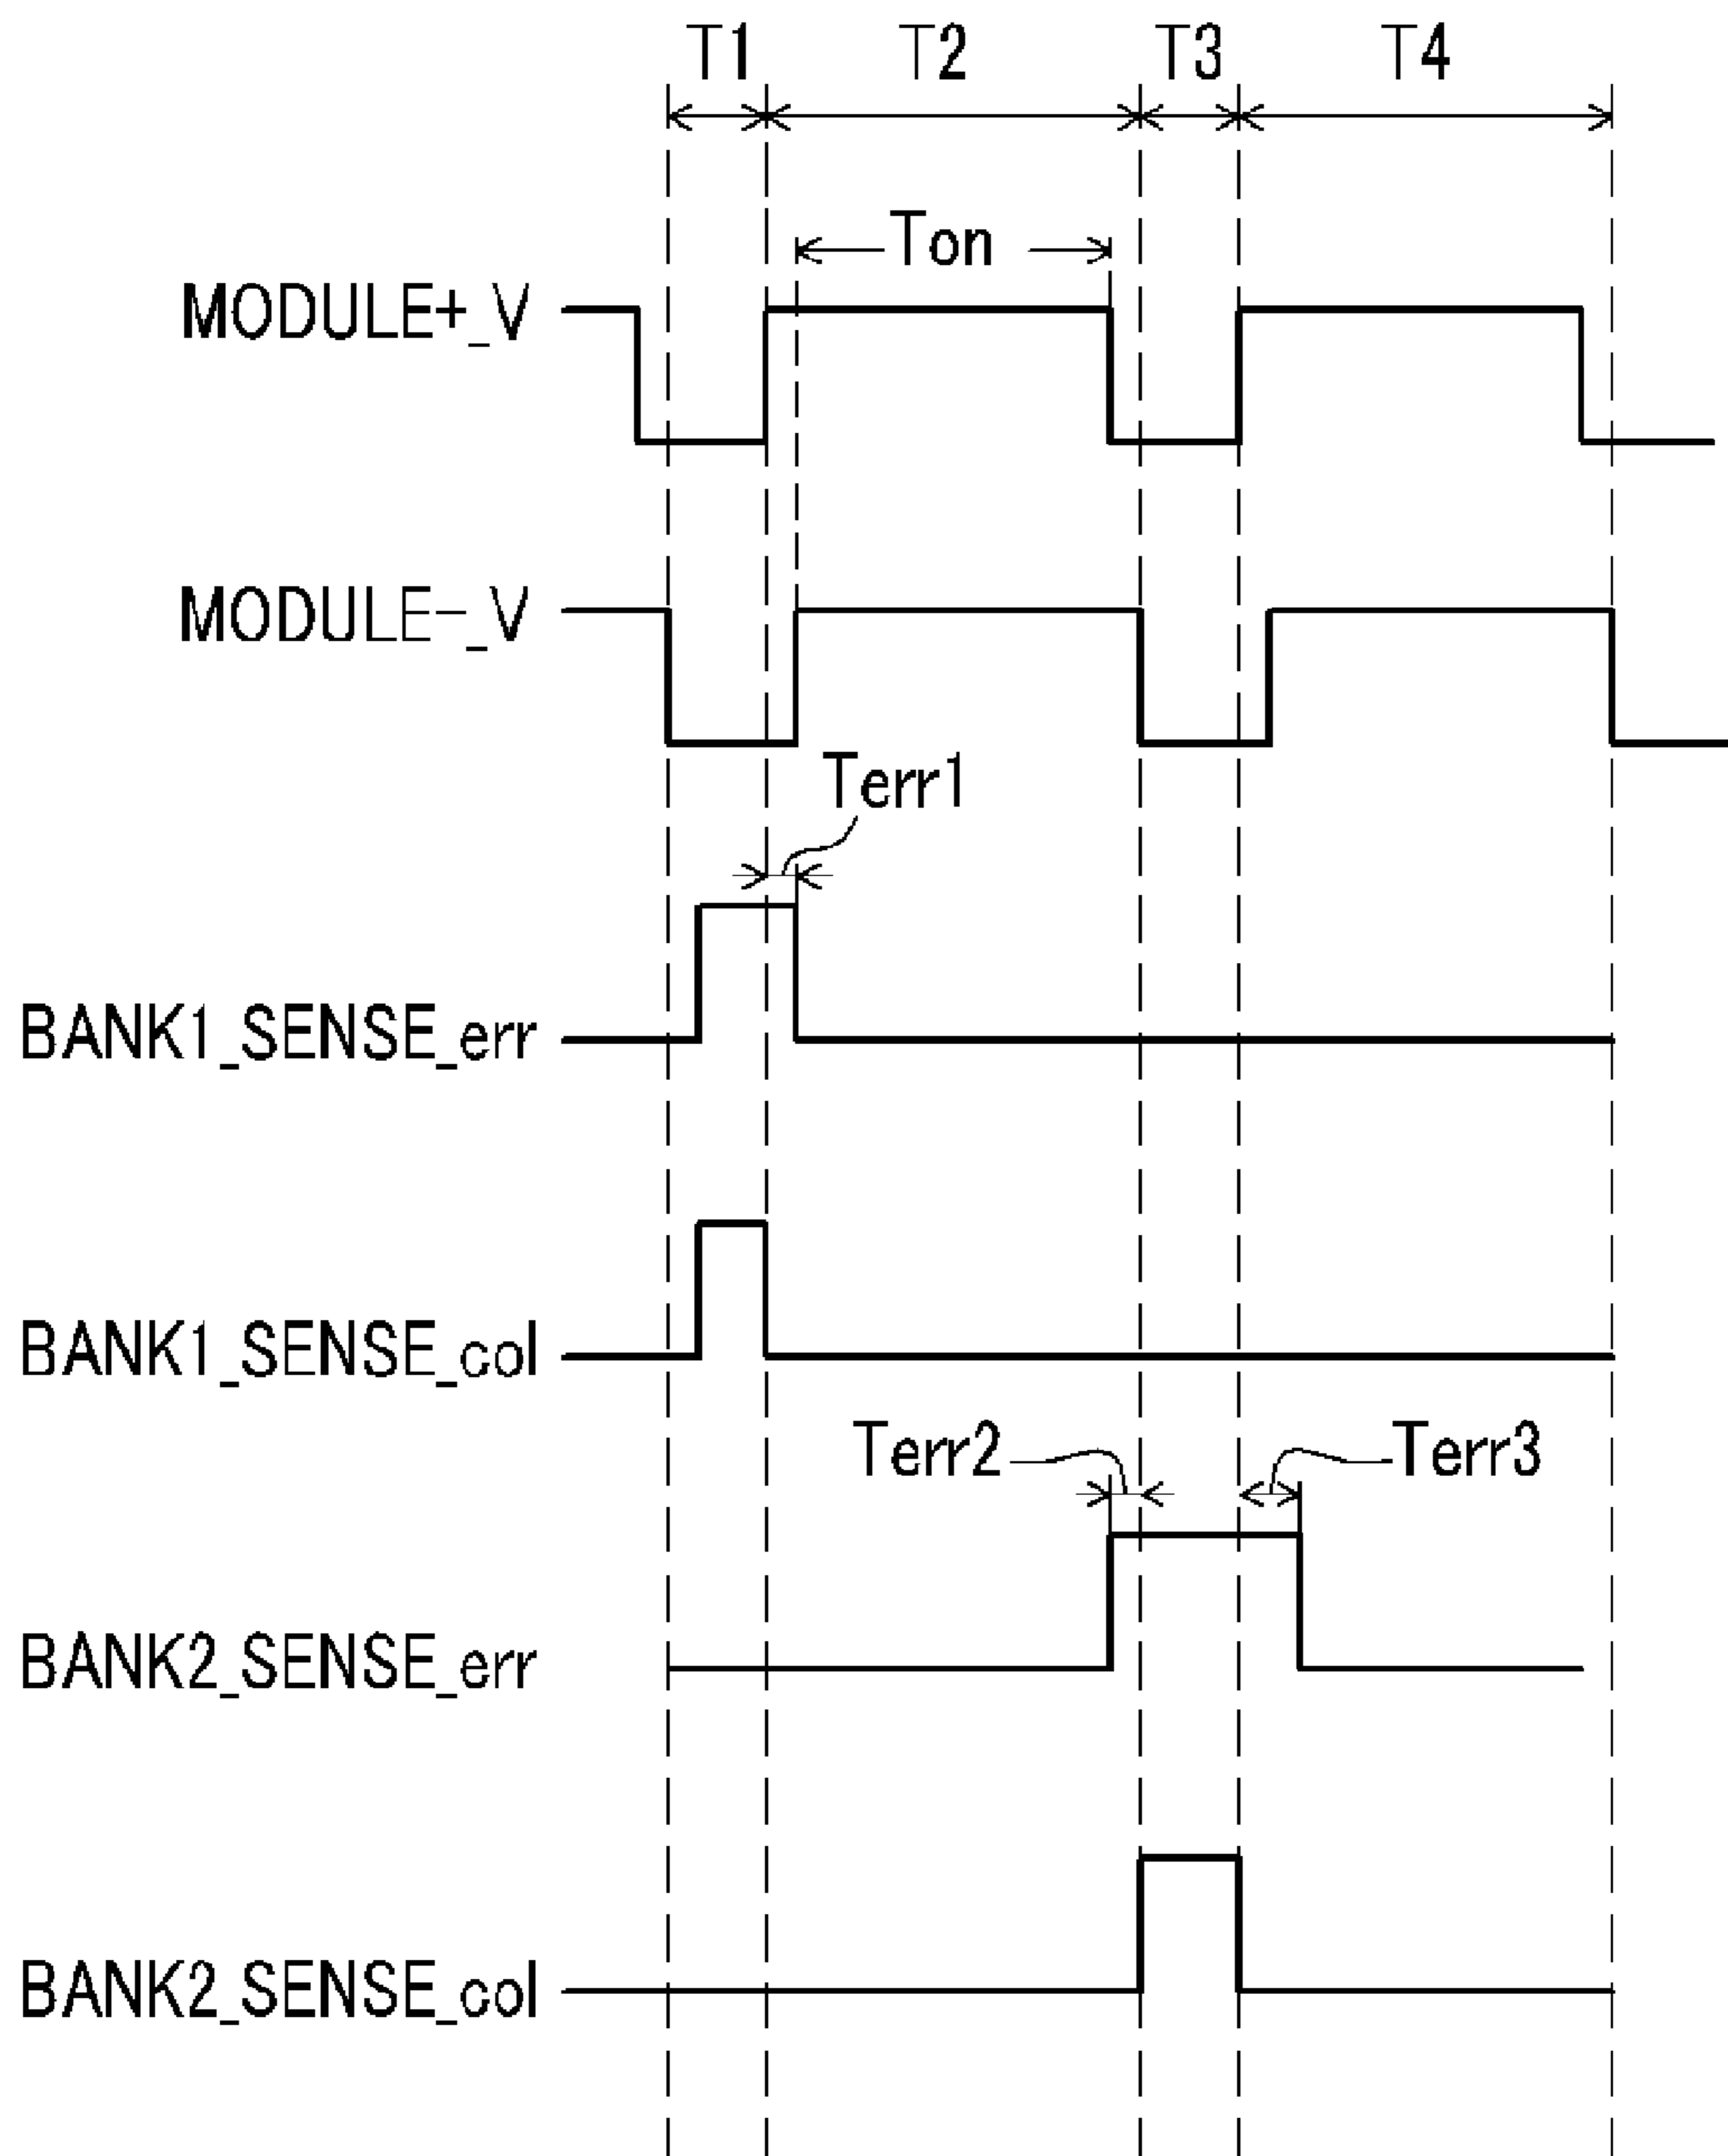 T1 T2 T3 T4
Ton
MODULE+_V
MODULE-_V
Terr1
BANK1_SENSE_err
BANK1_SENSE_col
Terr2 Terr3
BANK2_SENSE_err
BANK2_SENSE_col